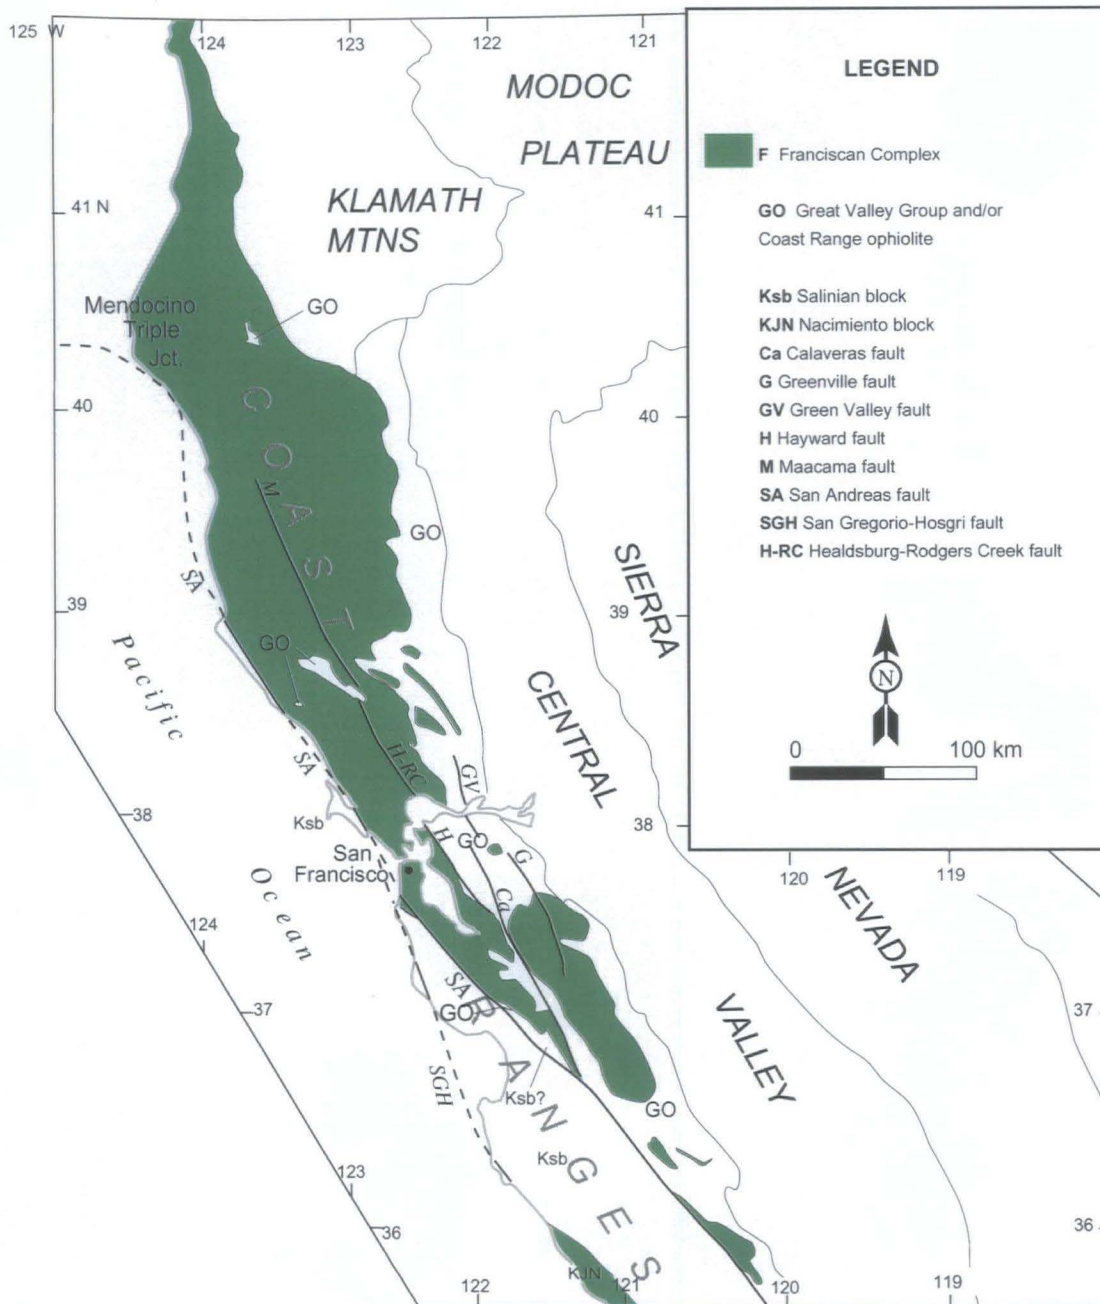 125 W
124
123
122
121
MODOC
PLATEAU
KLAMATH
MTNS
41 N
41
Mendocino
Triple
Jct.
GO
40
40
COAST
M
GO
SA
39
39
GO
SIERRA
Pacific
CENTRAL
SA
H-RC
GV
38
38
Ksb
H
GO
G
San
Francisco
Ca
120
119
Ocean
NEVADA
124
SA
GO
37
37
RANGES
VALLEY
SGH
Ksb?
GO
Ksb
123
36
36
KJN
122
121
120
119
LEGEND
F Franciscan Complex
GO Great Valley Group and/or
Coast Range ophiolite
Ksb Salinian block
KJN Nacimiento block
Ca Calaveras fault
G Greenville fault
GV Green Valley fault
H Hayward fault
M Maacama fault
SA San Andreas fault
SGH San Gregorio-Hosgri fault
H-RC Healdsburg-Rodgers Creek fault
N
0 100 km